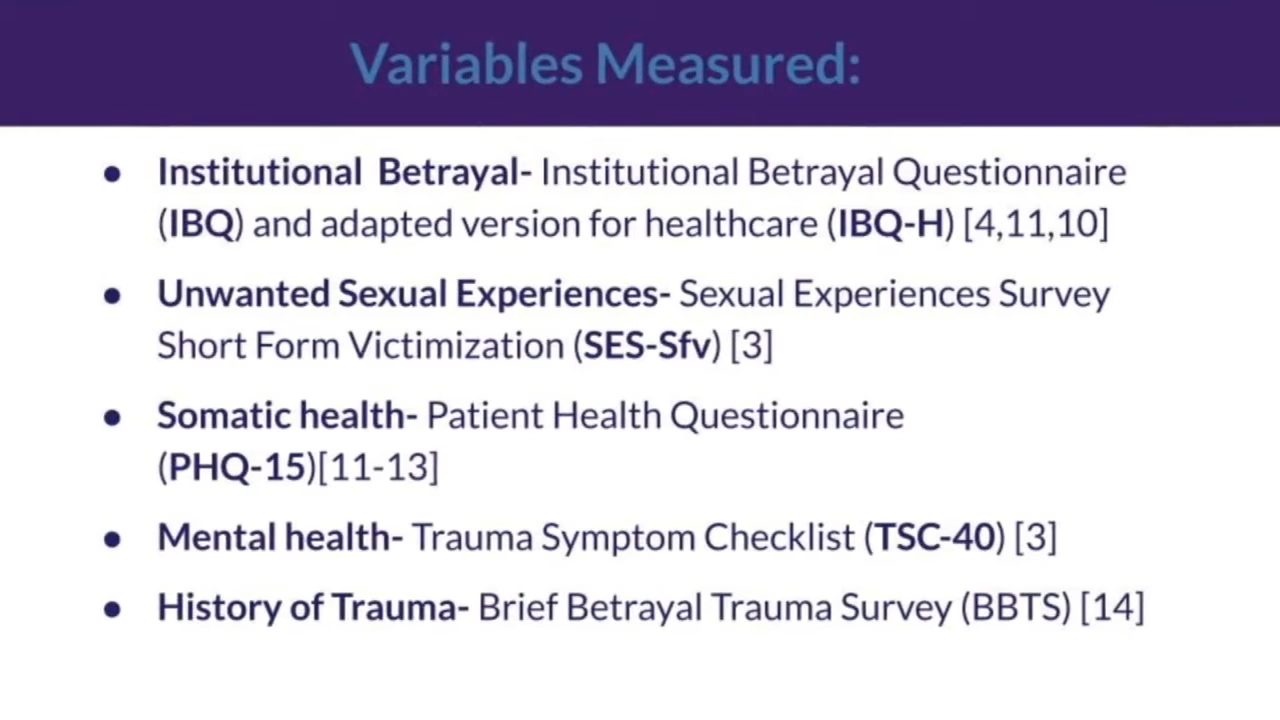 Variables Measured:
● Institutional Betrayal- Institutional Betrayal Questionnaire
(IBQ) and adapted version for healthcare (IBQ-H) [4,11,10]
● Unwanted Sexual Experiences- Sexual Experiences Survey
Short Form Victimization (SES-Sfv) [3]
● Somatic health- Patient Health Questionnaire
(PHQ-15)[11-13]
● Mental health- Trauma Symptom Checklist (TSC-40) [3]
● History of Trauma- Brief Betrayal Trauma Survey (BBTS) [14]